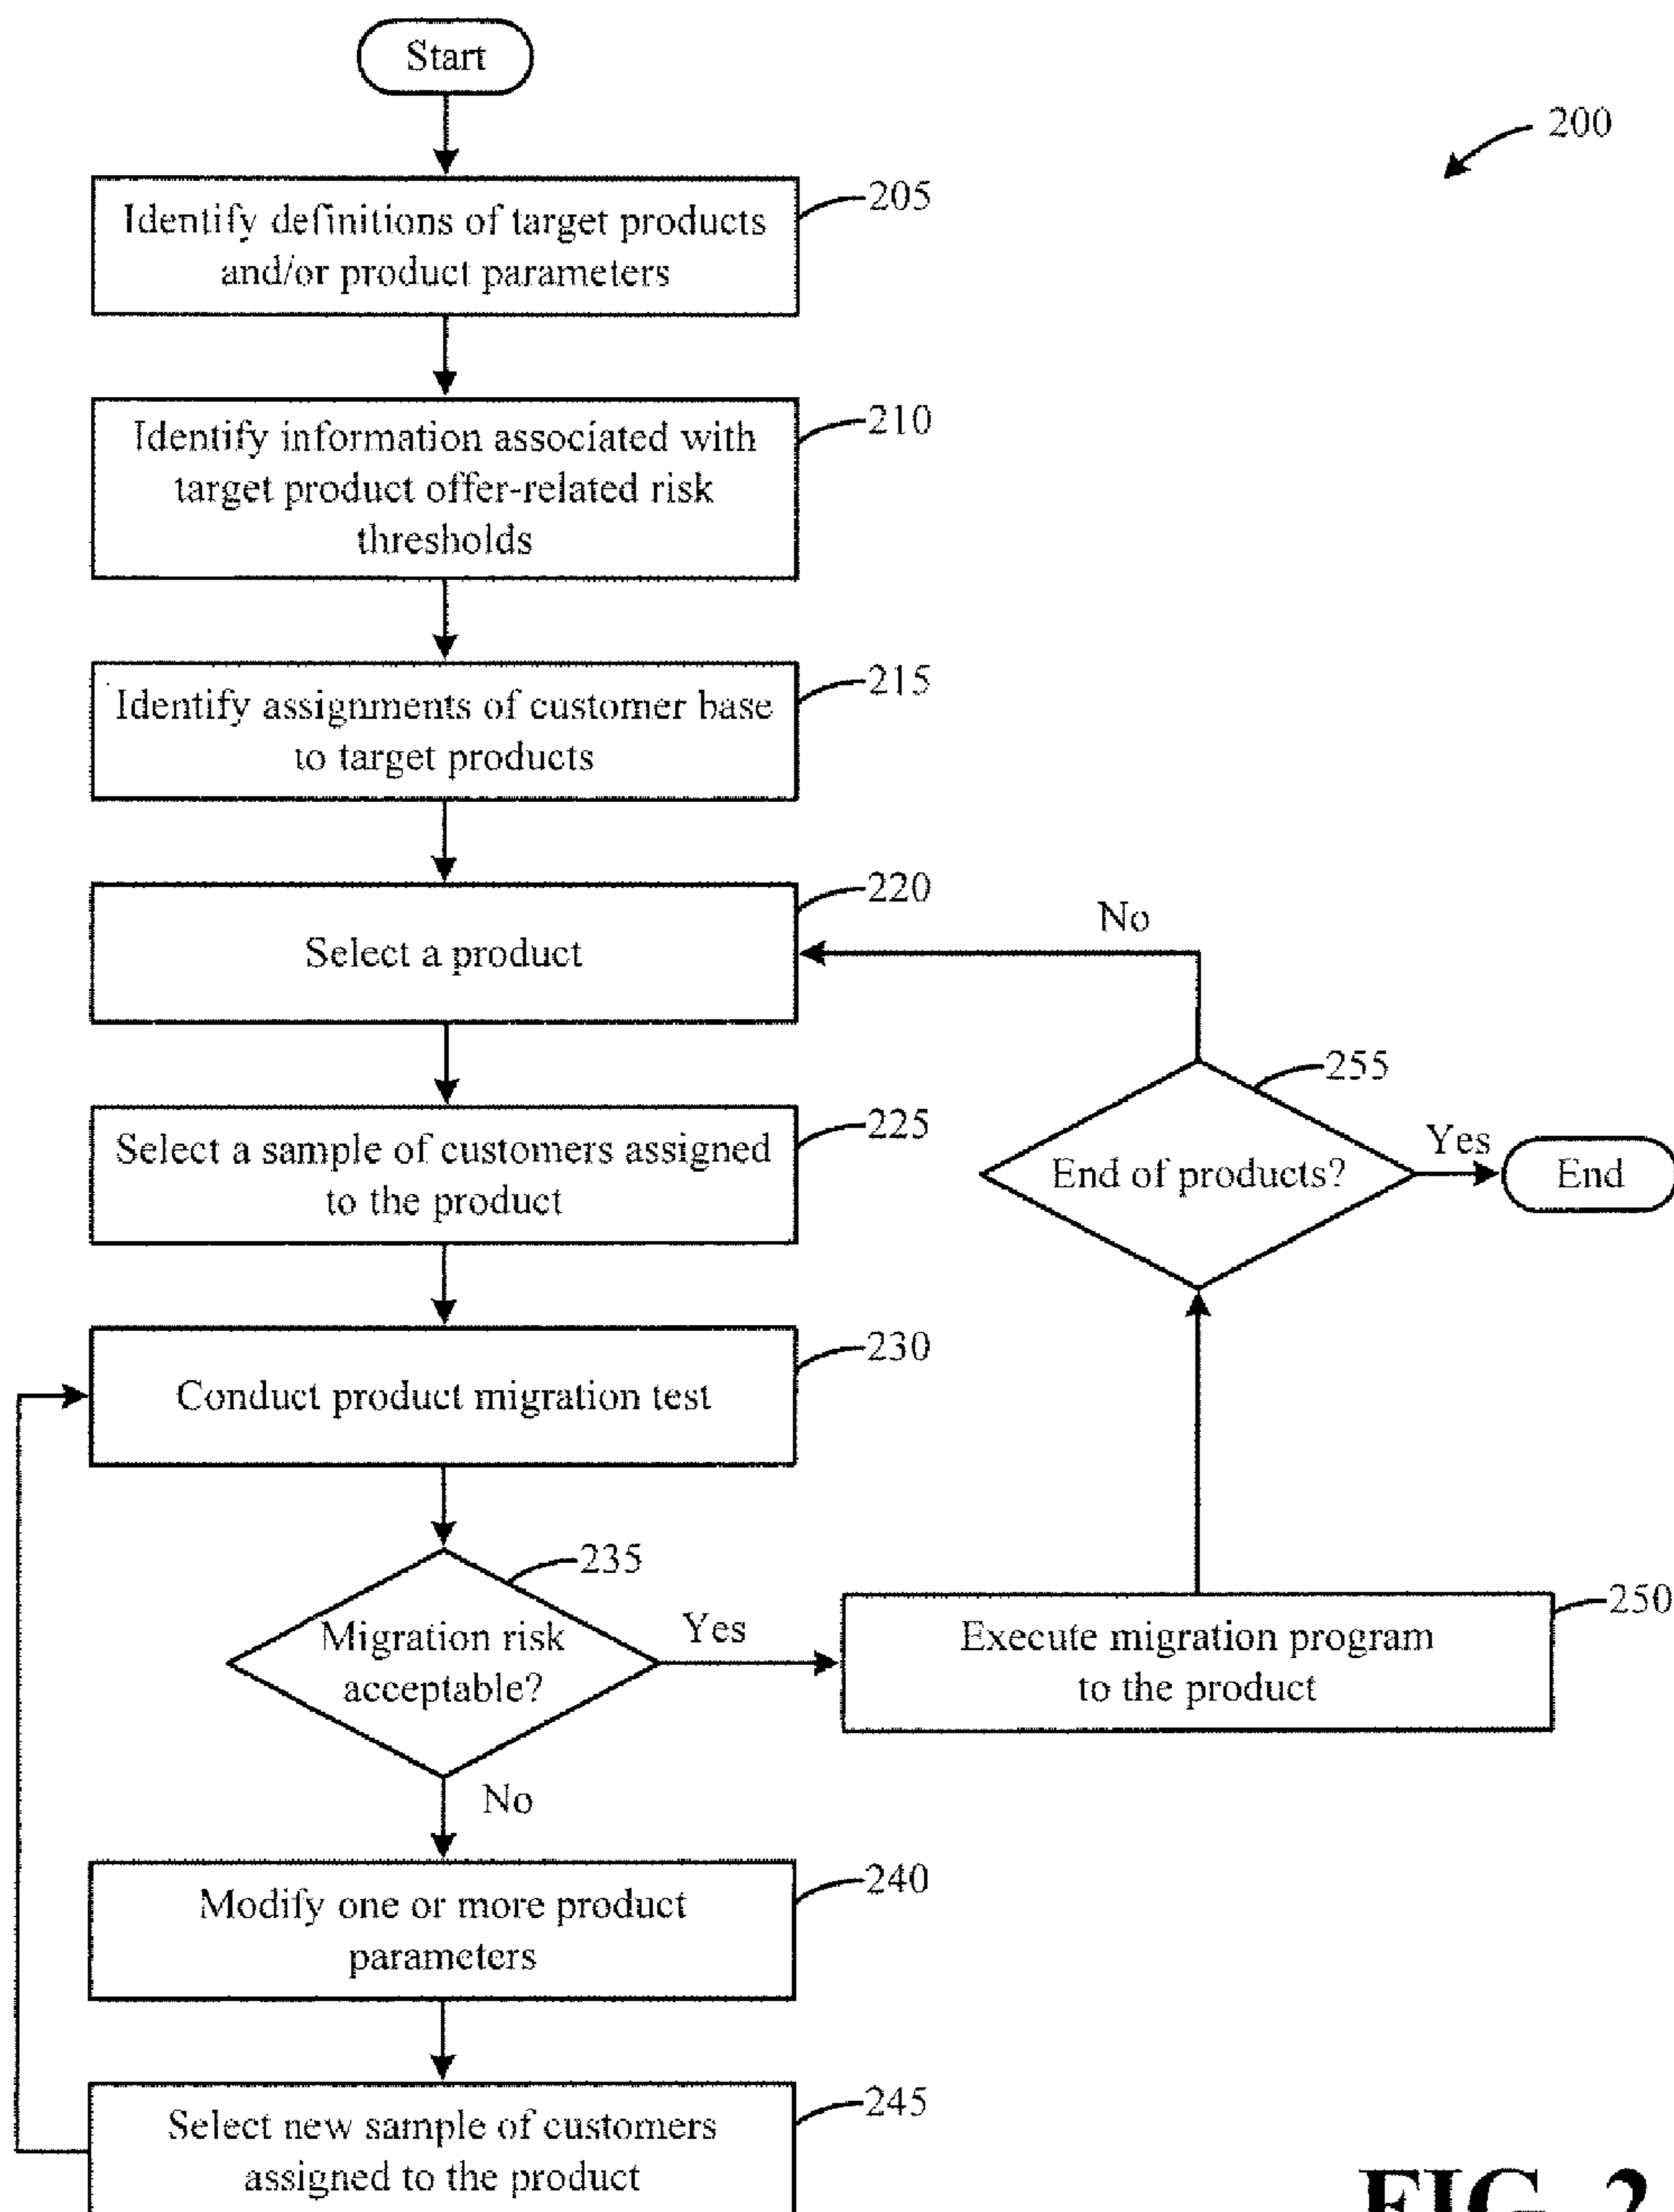 Start
200
205
Identify definitions of target products
and/or product parameters
210
Identify information associated with
target product offer-related risk
thresholds
215
Identify assignments of customer base
to target products
220
Select a product
No
255
End of products?
Yes
End
225
Select a sample of customers assigned
to the product
230
Conduct product migration test
235
Migration risk
acceptable?
Yes
250
Execute migration program
to the product
No
240
Modify one or more product
parameters
245
Select new sample of customers
assigned to the product
FIG. 2